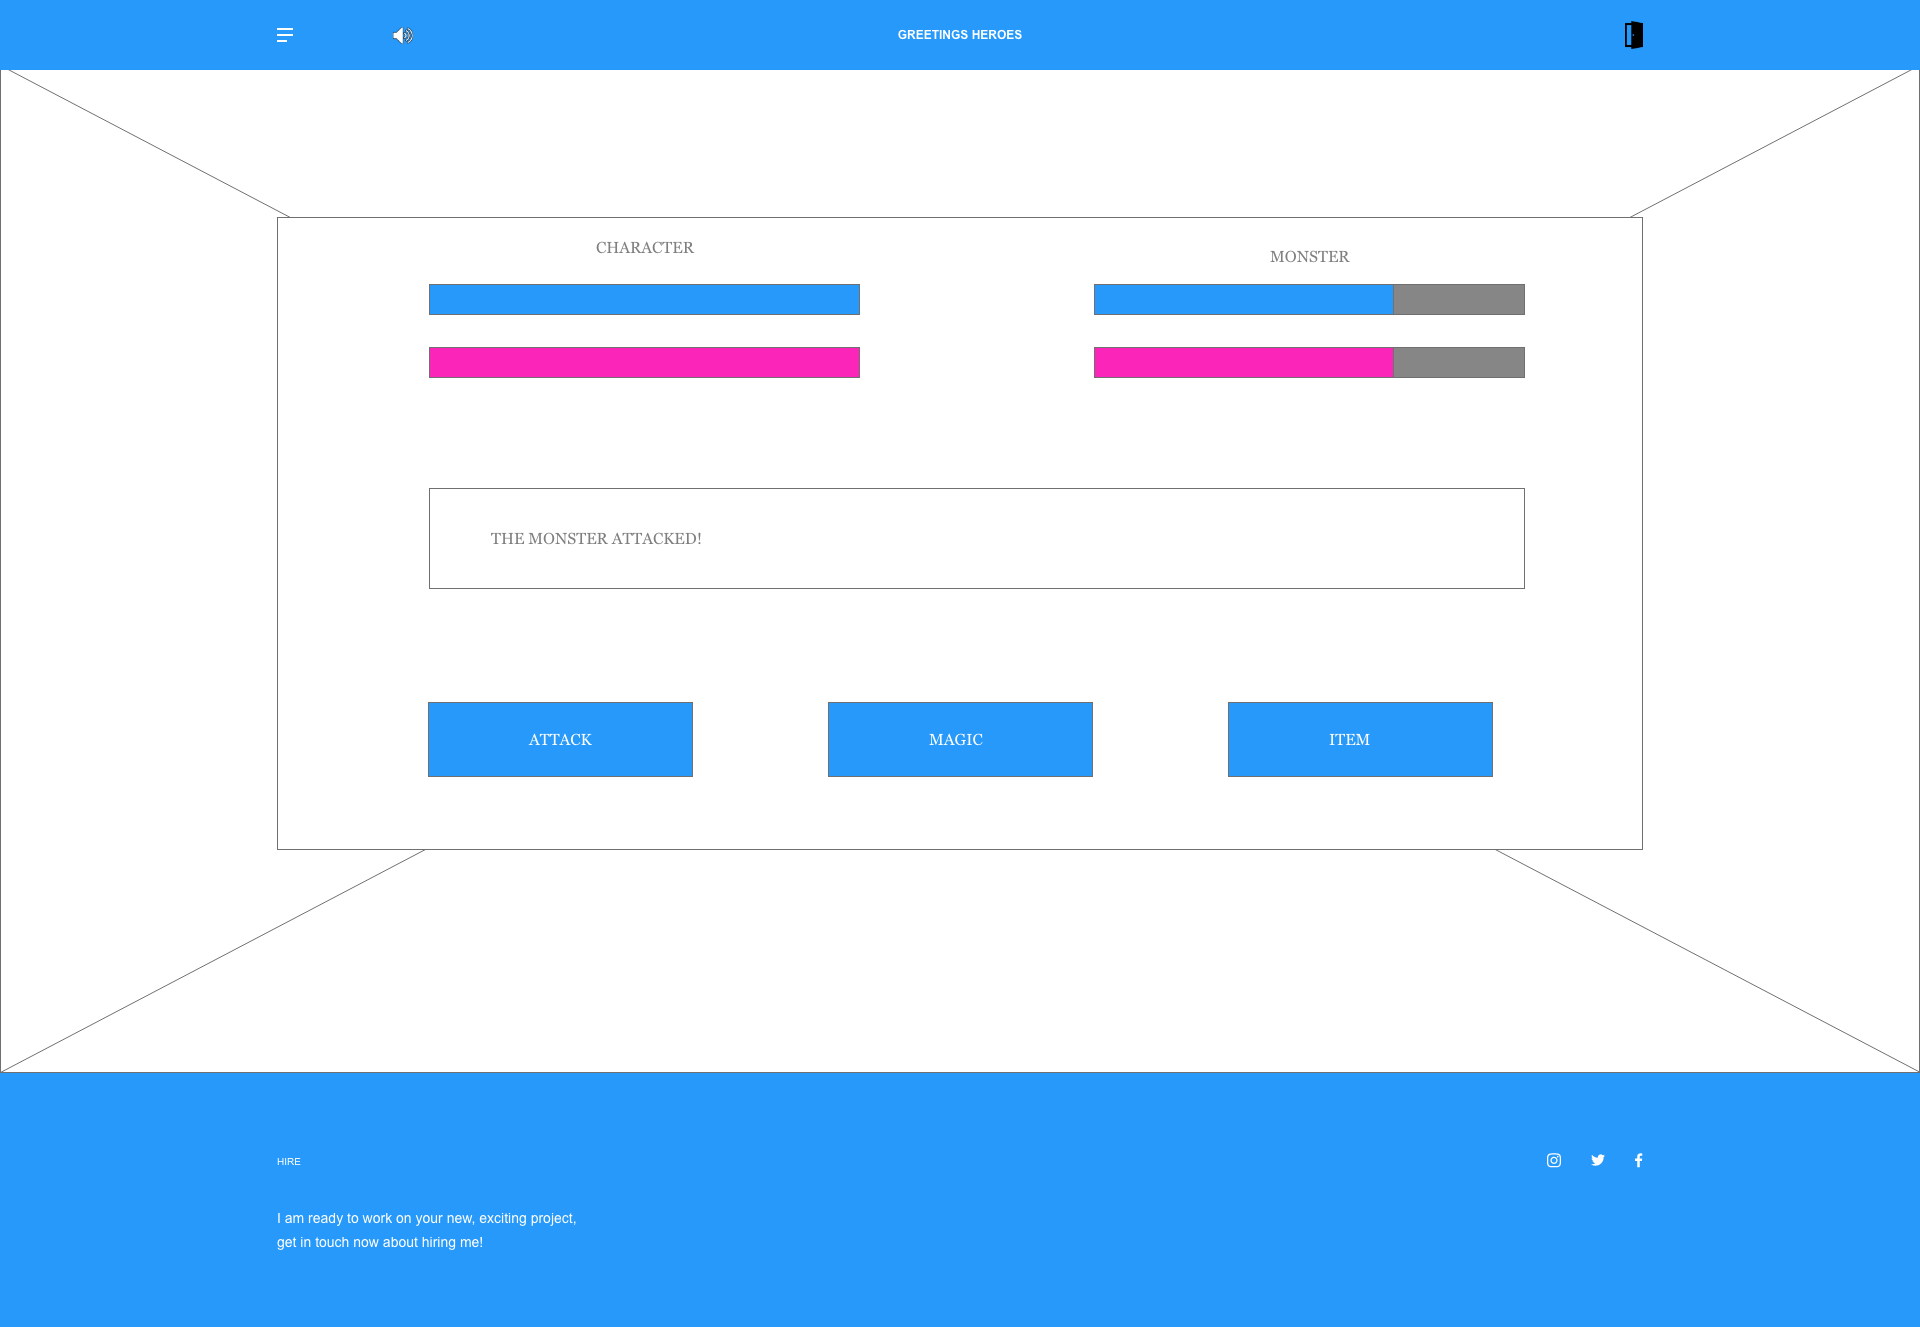 GREETINGS HEROES
CHARACTER
MONSTER
THE MONSTER ATTACKED!
ATTACK
MAGIC
ITEM
HIRE
I am ready to work on your new, exciting project,
get in touch now about hiring me!